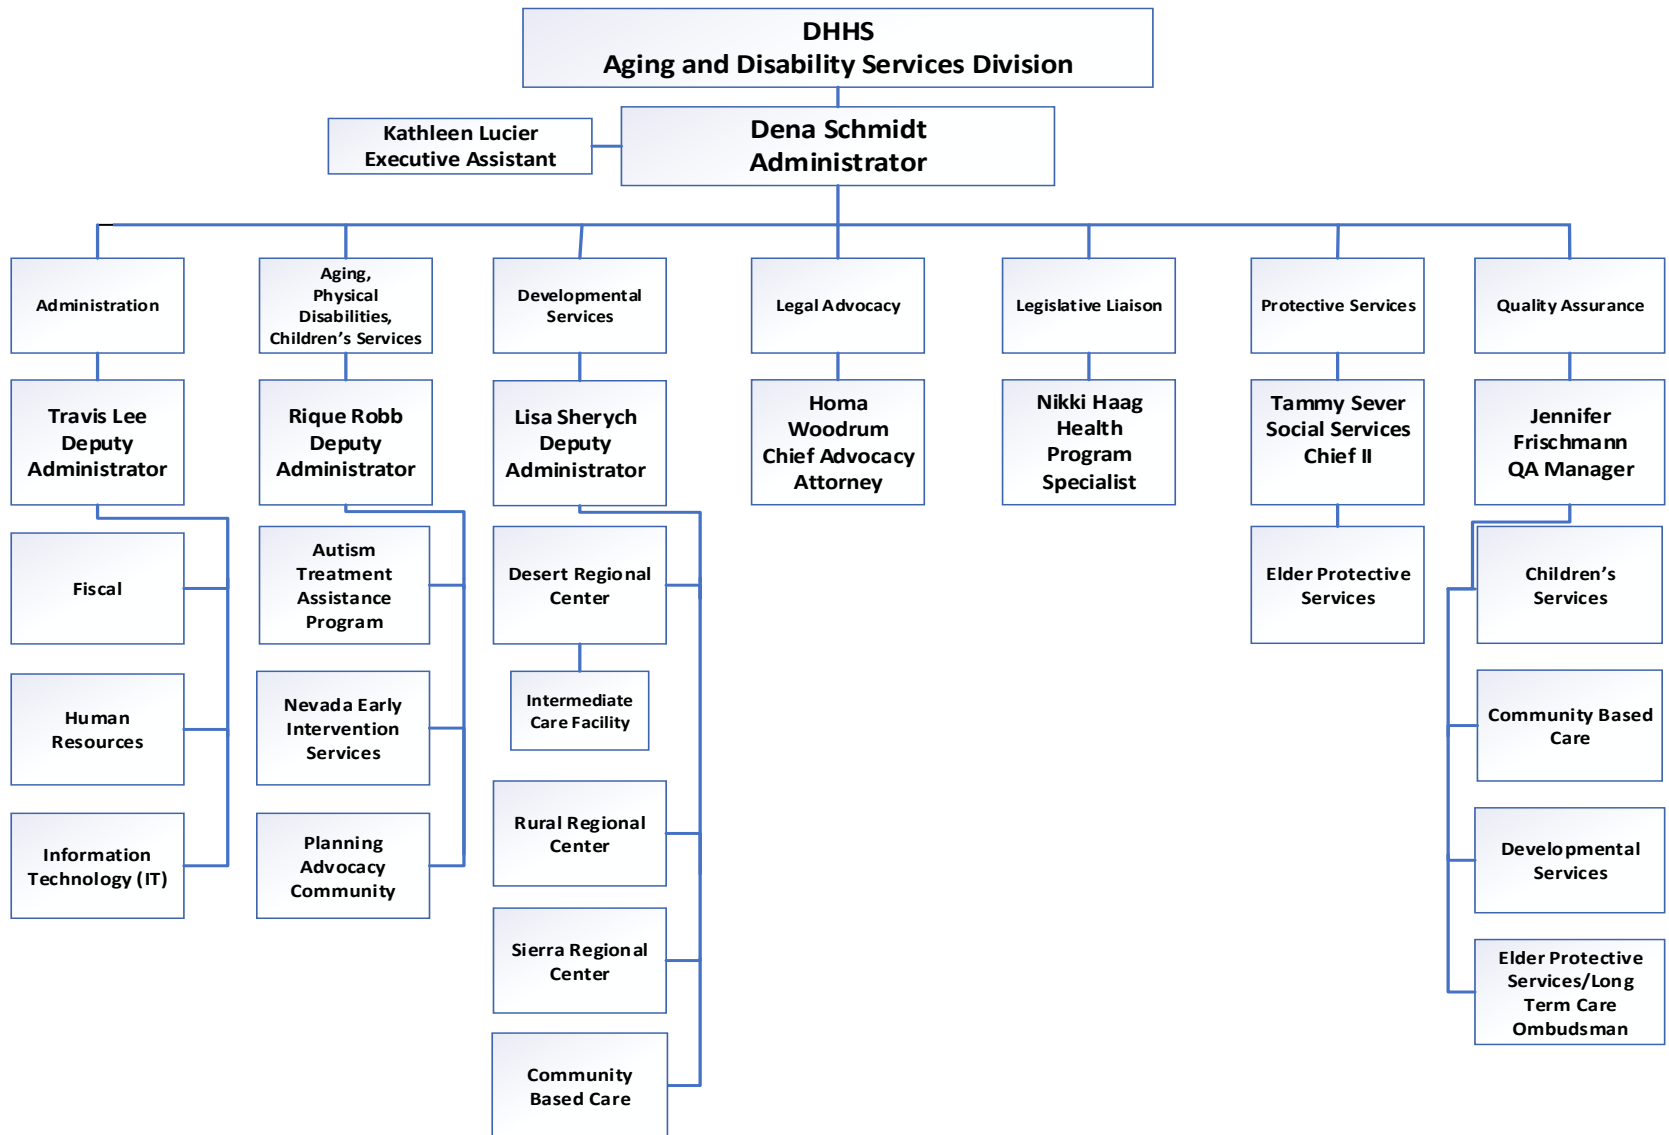 DHHS
Aging and Disability Services Division
Kathleen Lucier
Executive Assistant
Dena Schmidt
Administrator
Administration
Aging,
Physical
Disabilities,
Children’s Services
Developmental
Services
Legal Advocacy
Legislative Liaison
Protective Services
Quality Assurance
Travis Lee
Deputy
Administrator
Rique Robb
Deputy
Administrator
Lisa Sherych
Deputy
Administrator
Homa
Woodrum
Chief Advocacy
Attorney
Nikki Haag
Health
Program
Specialist
Tammy Sever
Social Services
Chief II
Jennifer
Frischmann
QA Manager
Fiscal
Autism
Treatment
Assistance
Program
Desert Regional
Center
Elder Protective
Services
Children’s
Services
Human
Resources
Nevada Early
Intervention
Services
Intermediate
Care Facility
Community Based
Care
Information
Technology (IT)
Planning
Advocacy
Community
Rural Regional
Center
Developmental
Services
Sierra Regional
Center
Elder Protective
Services/Long
Term Care
Ombudsman
Community
Based Care